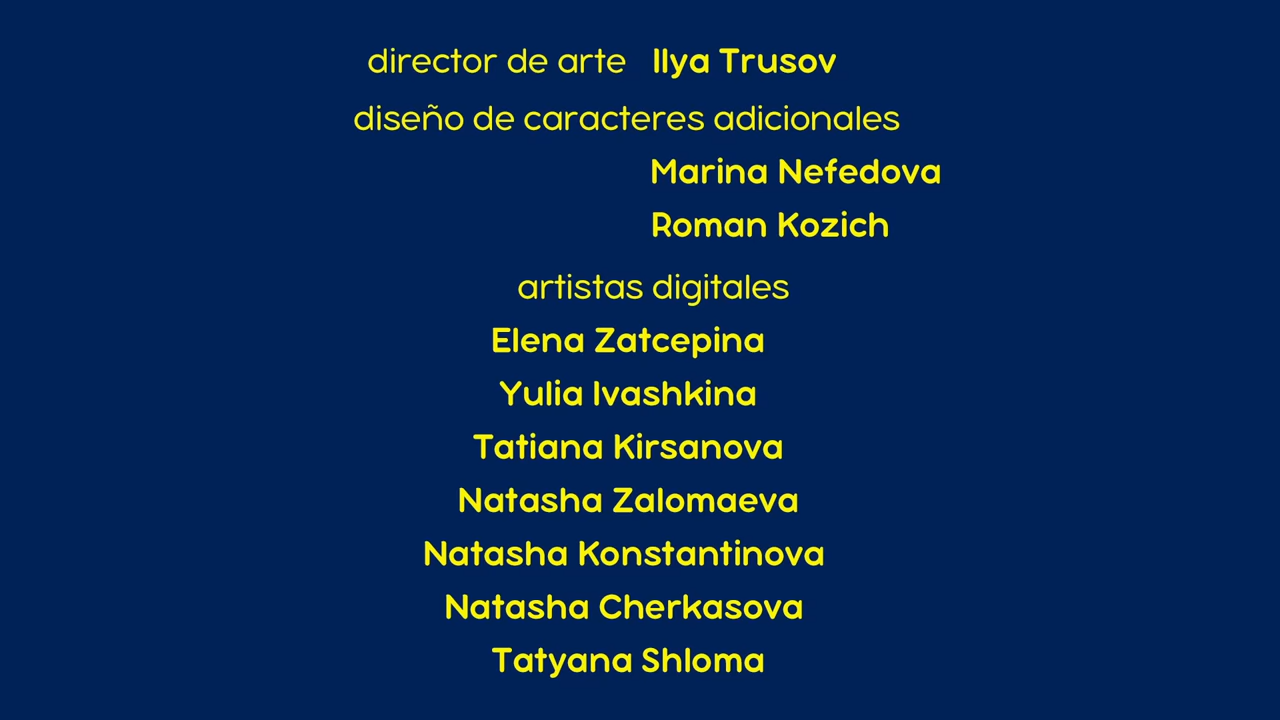 director de arte Ilya Trusov
diseño de caracteres adicionales
Marina Nefedova
Roman Kozich
artistas digitales
Elena Zatcepina
Yulia Ivashkina
Tatiana Kirsanova
Natasha Zalomaeva
Natasha Konstantinova
Natasha Cherkasova
Tatyana Shloma